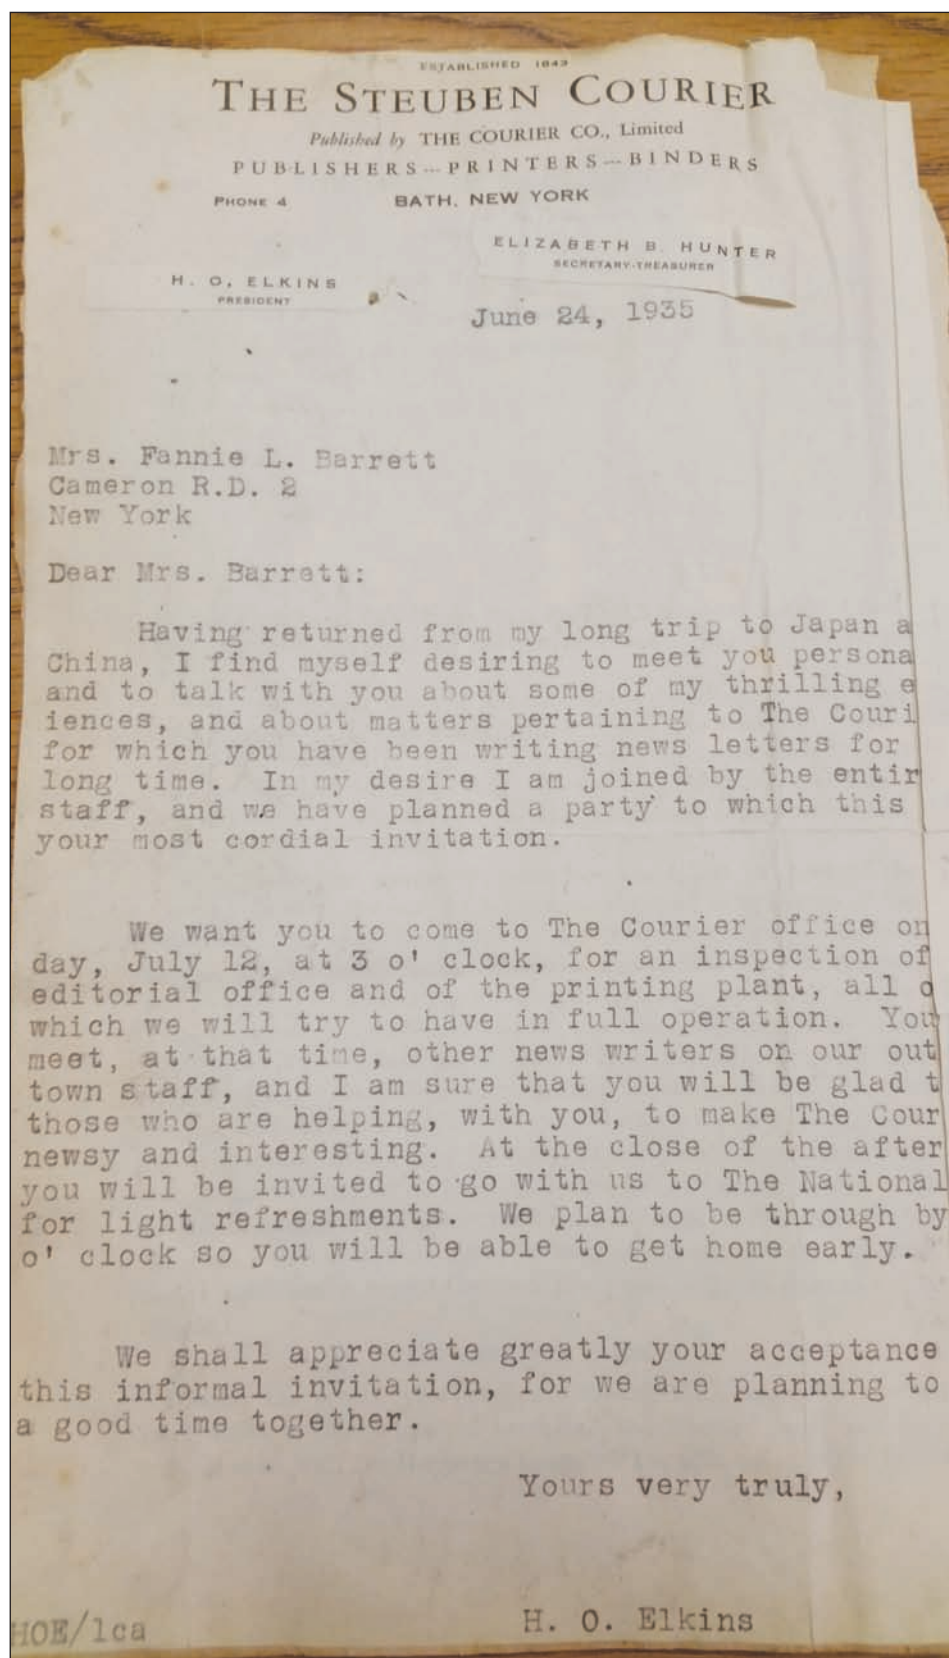 ESTABLISHED 1843
THE STEUBEN COURIER
Published by THE COURIER CO., Limited
PUBLISHERS--PRINTERS--BINDERS
PHONE 4 BATH, NEW YORK
ELIZABETH B. HUNTER
SECRETARY-TREASURER
H. O. ELKINS
PRESIDENT
June 24, 1935
Mrs. Fannie L. Barrett
Cameron R.D. 2
New York
Dear Mrs. Barrett:
Having returned from my long trip to Japan a
China, I find myself desiring to meet you persona
and to talk with you about some of my thrilling e
iences, and about matters pertaining to The Couri
for which you have been writing news letters for
long time. In my desire I am joined by the entir
staff, and we have planned a party to which this
your most cordial invitation.
We want you to come to The Courier office on
day, July 12, at 3 o' clock, for an inspection of
editorial office and of the printing plant, all o
which we will try to have in full operation. You
meet, at that time, other news writers on our out
town staff, and I am sure that you will be glad t
those who are helping, with you, to make The Cour
newsy and interesting. At the close of the after
you will be invited to go with us to The National
for light refreshments. We plan to be through by
o' clock so you will be able to get home early.
We shall appreciate greatly your acceptance
this informal invitation, for we are planning to
a good time together.
Yours very truly,
HOE/lca H. O. Elkins